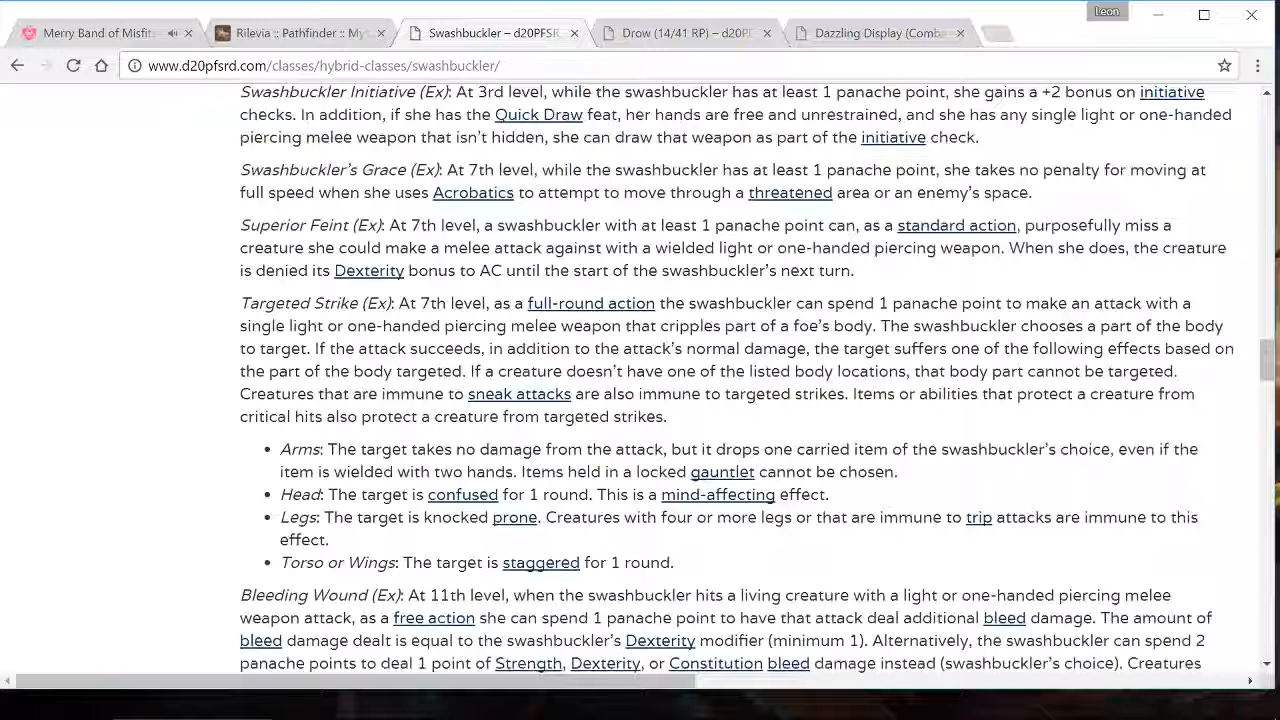 Leon
Merry Band of Misfits
Rilevia :: Pathfinder :: My
Swashbuckler – d20PFSR
Drow (14/41 RP) – d20P
Dazzling Display (Comb
www.d20pfsrd.com/classes/hybrid-classes/swashbuckler/
Swashbuckler Initiative (Ex): At 3rd level, while the swashbuckler has at least 1 panache point, she gains a +2 bonus on initiative
checks. In addition, if she has the Quick Draw feat, her hands are free and unrestrained, and she has any single light or one-handed
piercing melee weapon that isn't hidden, she can draw that weapon as part of the initiative check.
Swashbuckler's Grace (Ex): At 7th level, while the swashbuckler has at least 1 panache point, she takes no penalty for moving at
full speed when she uses Acrobatics to attempt to move through a threatened area or an enemy's space.
Superior Feint (Ex): At 7th level, a swashbuckler with at least 1 panache point can, as a standard action, purposefully miss a
creature she could make a melee attack against with a wielded light or one-handed piercing weapon. When she does, the creature
is denied its Dexterity bonus to AC until the start of the swashbuckler's next turn.
Targeted Strike (Ex): At 7th level, as a full-round action the swashbuckler can spend 1 panache point to make an attack with a
single light or one-handed piercing melee weapon that cripples part of a foe's body. The swashbuckler chooses a part of the body
to target. If the attack succeeds, in addition to the attack's normal damage, the target suffers one of the following effects based on
the part of the body targeted. If a creature doesn't have one of the listed body locations, that body part cannot be targeted.
Creatures that are immune to sneak attacks are also immune to targeted strikes. Items or abilities that protect a creature from
critical hits also protect a creature from targeted strikes.
• Arms: The target takes no damage from the attack, but it drops one carried item of the swashbuckler's choice, even if the
item is wielded with two hands. Items held in a locked gauntlet cannot be chosen.
• Head: The target is confused for 1 round. This is a mind-affecting effect.
• Legs: The target is knocked prone. Creatures with four or more legs or that are immune to trip attacks are immune to this
effect.
• Torso or Wings: The target is staggered for 1 round.
Bleeding Wound (Ex): At 11th level, when the swashbuckler hits a living creature with a light or one-handed piercing melee
weapon attack, as a free action she can spend 1 panache point to have that attack deal additional bleed damage. The amount of
bleed damage dealt is equal to the swashbuckler's Dexterity modifier (minimum 1). Alternatively, the swashbuckler can spend 2
panache points to deal 1 point of Strength, Dexterity, or Constitution bleed damage instead (swashbuckler's choice). Creatures